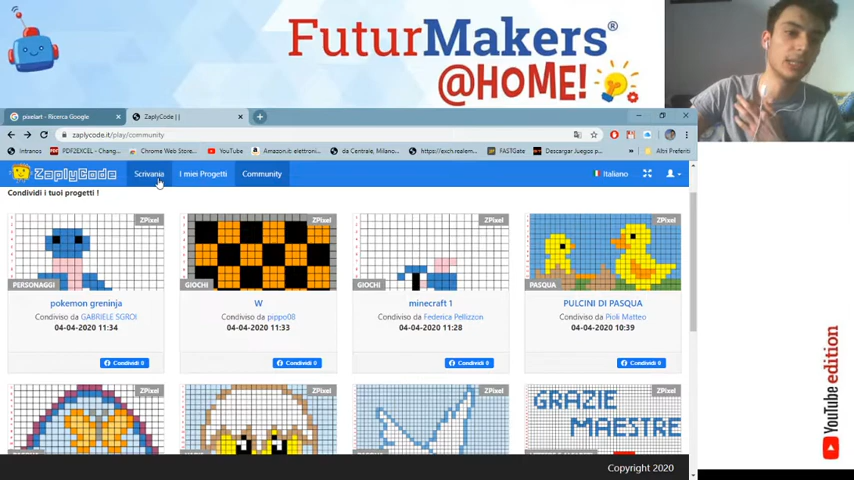 FuturMakers®
@HOME!
pixelart - Ricerca Google
ZaplyCode ||
zaplycode.it/play/community
Intranos
PDF2EXCEL - Chang...
Chrome Web Store...
YouTube
Amazon.it: elettroni...
da Centrale, Milano...
https://exch.realem...
FASTGate
Descargar Juegos p...
Altri Preferiti
ZaplyCode
Scrivania
I miei Progetti
Community
Italiano
Condividi i tuoi progetti !
ZPixel
PERSONAGGI
pokemon greninja
Condiviso da GABRIELE SGROI
04-04-2020 11:34
Condividi 0
ZPixel
GIOCHI
W
Condiviso da pippo08
04-04-2020 11:33
Condividi 0
ZPixel
GIOCHI
minecraft 1
Condiviso da Federica Pellizzon
04-04-2020 11:28
Condividi 0
ZPixel
PASQUA
PULCINI DI PASQUA
Condiviso da Pioli Matteo
04-04-2020 10:39
Condividi 0
ZPixel
ZPixel
ZPixel
ZPixel
GRAZIE
MAESTRE
Copyright 2020
YouTube edition